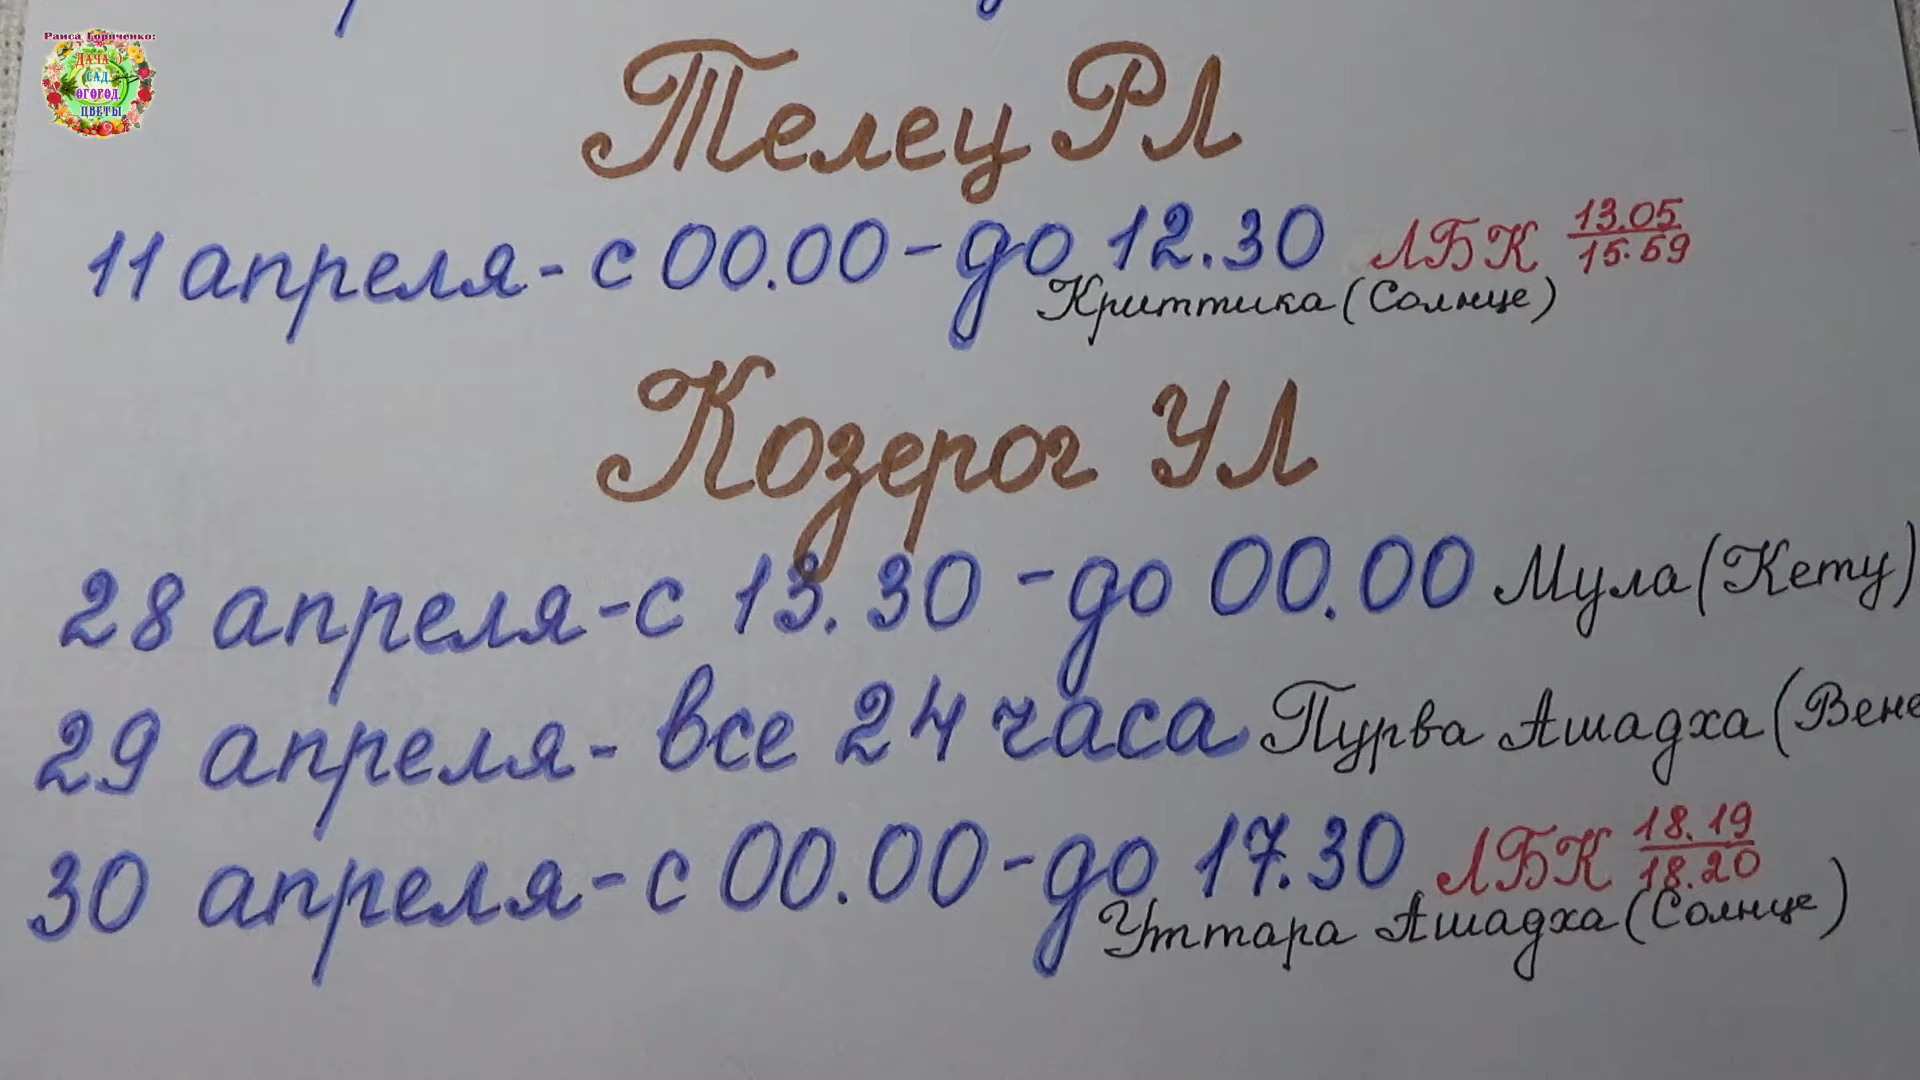 Раиса Горяченко:
ДАЧА :)
САД.
ОГОРОД.
ЦВЕТЫ
Телец РЛ
11 апреля - с 00.00 - до 12.30 ЛБК 13.05
15.59
Криттика (Солнце)
Козерог УЛ
28 апреля - с 13.30 - до 00.00 Мула (Кету)
29 апреля - все 24 часа Пурва Ашадха (Вене
30 апреля - с 00.00 - до 17.30 ЛБК 18.19
18.20
Уттара Ашадха (Солнце)